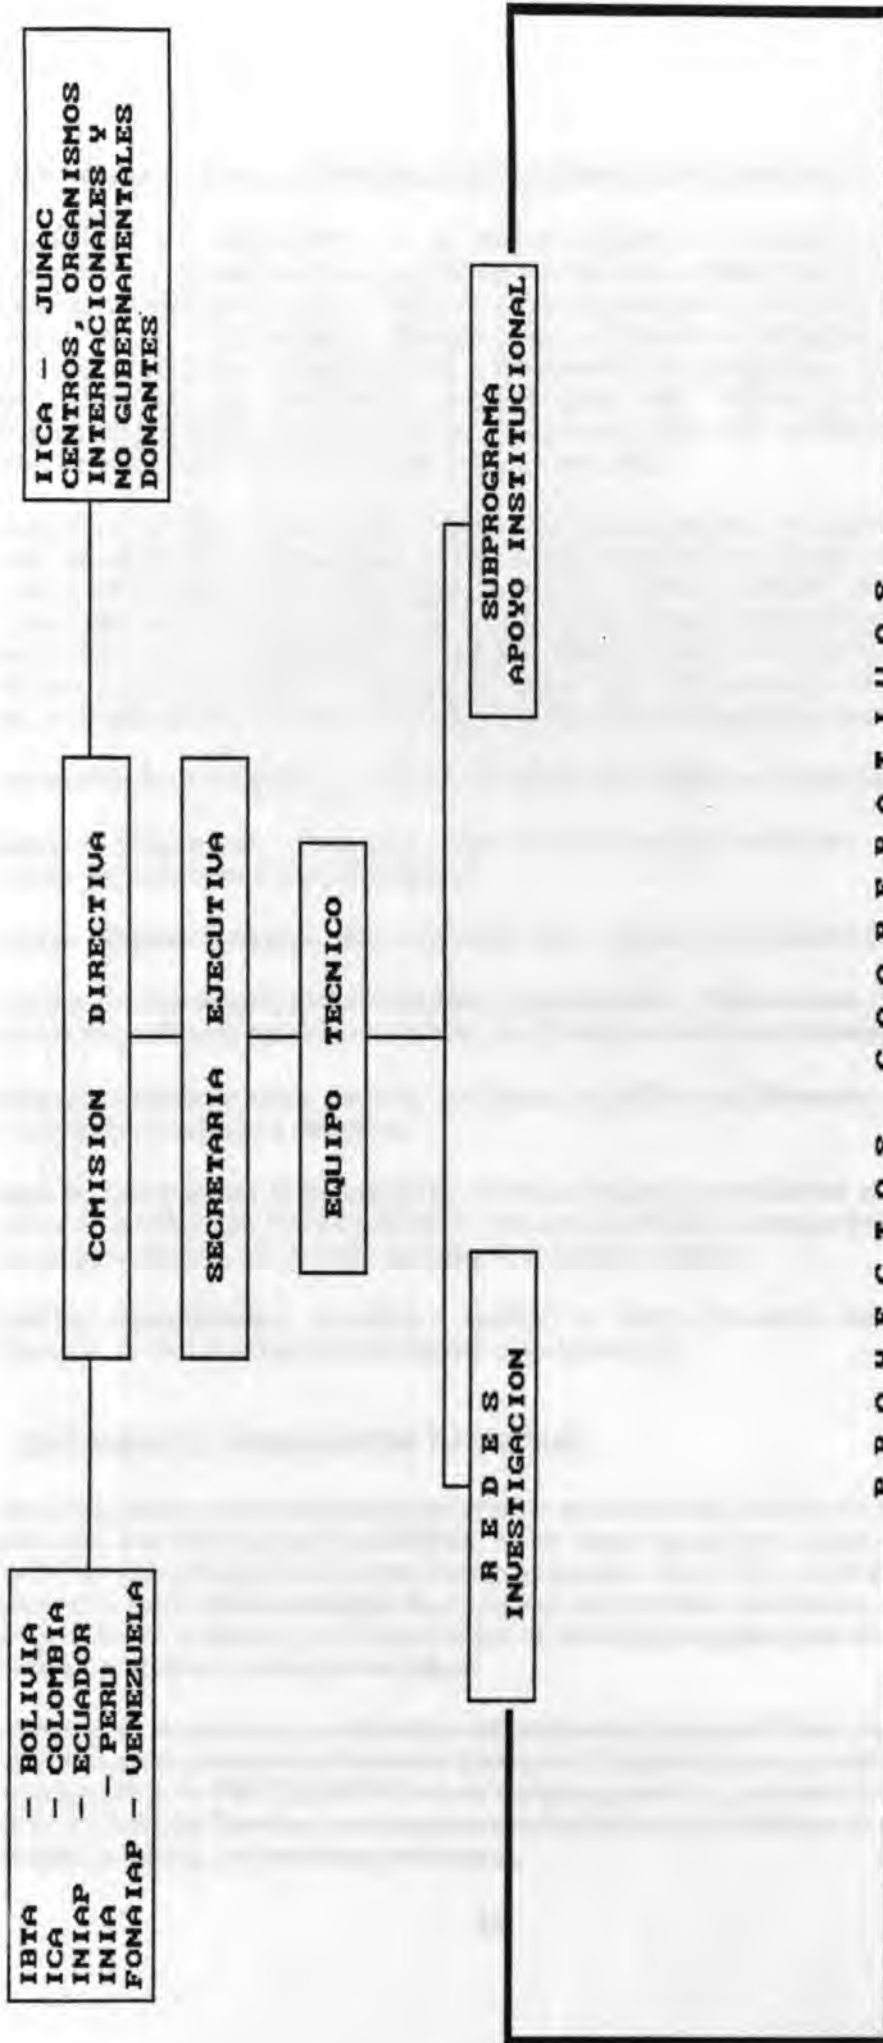 IBTA – BOLIVIA
ICA – COLOMBIA
INIAP – ECUADOR
INIA – PERU
FONAIAP – VENEZUELA
COMISION DIRECTIVA
IICA – JUNAC
CENTROS, ORGANISMOS
INTERNACIONALES Y
NO GUBERNAMENTALES
DONANTES
SECRETARIA EJECUTIVA
EQUIPO TECNICO
R E D E S
INVESTIGACION
SUBPROGRAMA
APOYO INSTITUCIONAL
P R O Y E C T O S C O O P E R A T I V O S